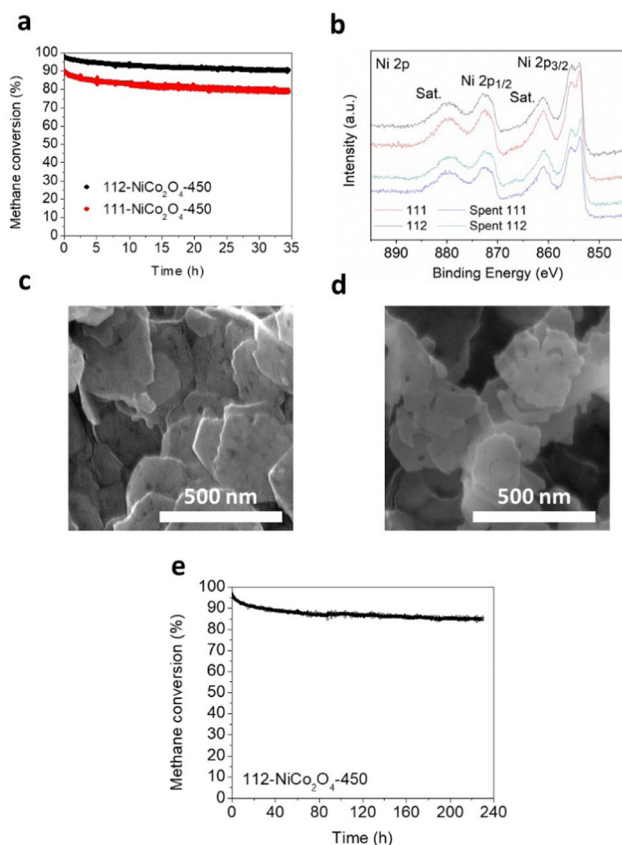 a
100
90
80
70
60
50
40
30
20
10
0
Methane conversion (%)
112-NiCo₂O₄-450
111-NiCo₂O₄-450
0 5 10 15 20 25 30 35
Time (h)
b
Ni 2p
Ni 2p3/2
Ni 2p1/2
Sat.
Sat.
Intensity (a.u.)
111
Spent 111
112
Spent 112
890 880 870 860 850
Binding Energy (eV)
c
500 nm
d
500 nm
e
100
90
80
70
60
50
40
30
20
10
0
Methane conversion (%)
112-NiCo₂O₄-450
0 40 80 120 160 200 240
Time (h)